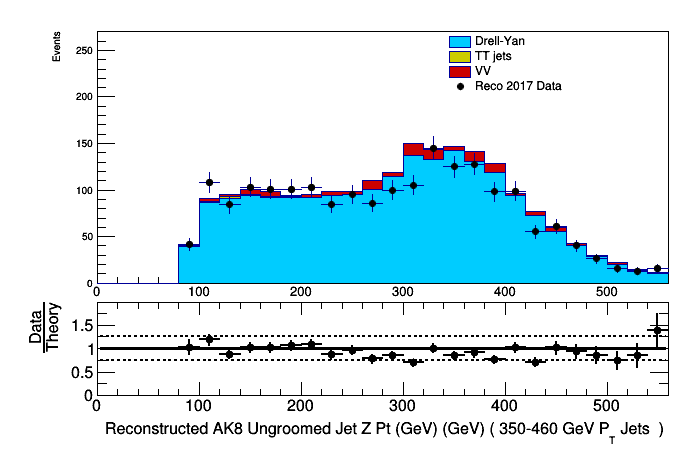 Events
250
200
150
100
50
0
Drell-Yan
TT jets
VV
Reco 2017 Data
0 100 200 300 400 500
Data
Theory
1.5
1
0.5
0
0 100 200 300 400 500
Reconstructed AK8 Ungroomed Jet Z Pt (GeV) (GeV) ( 350-460 GeV P_T Jets )